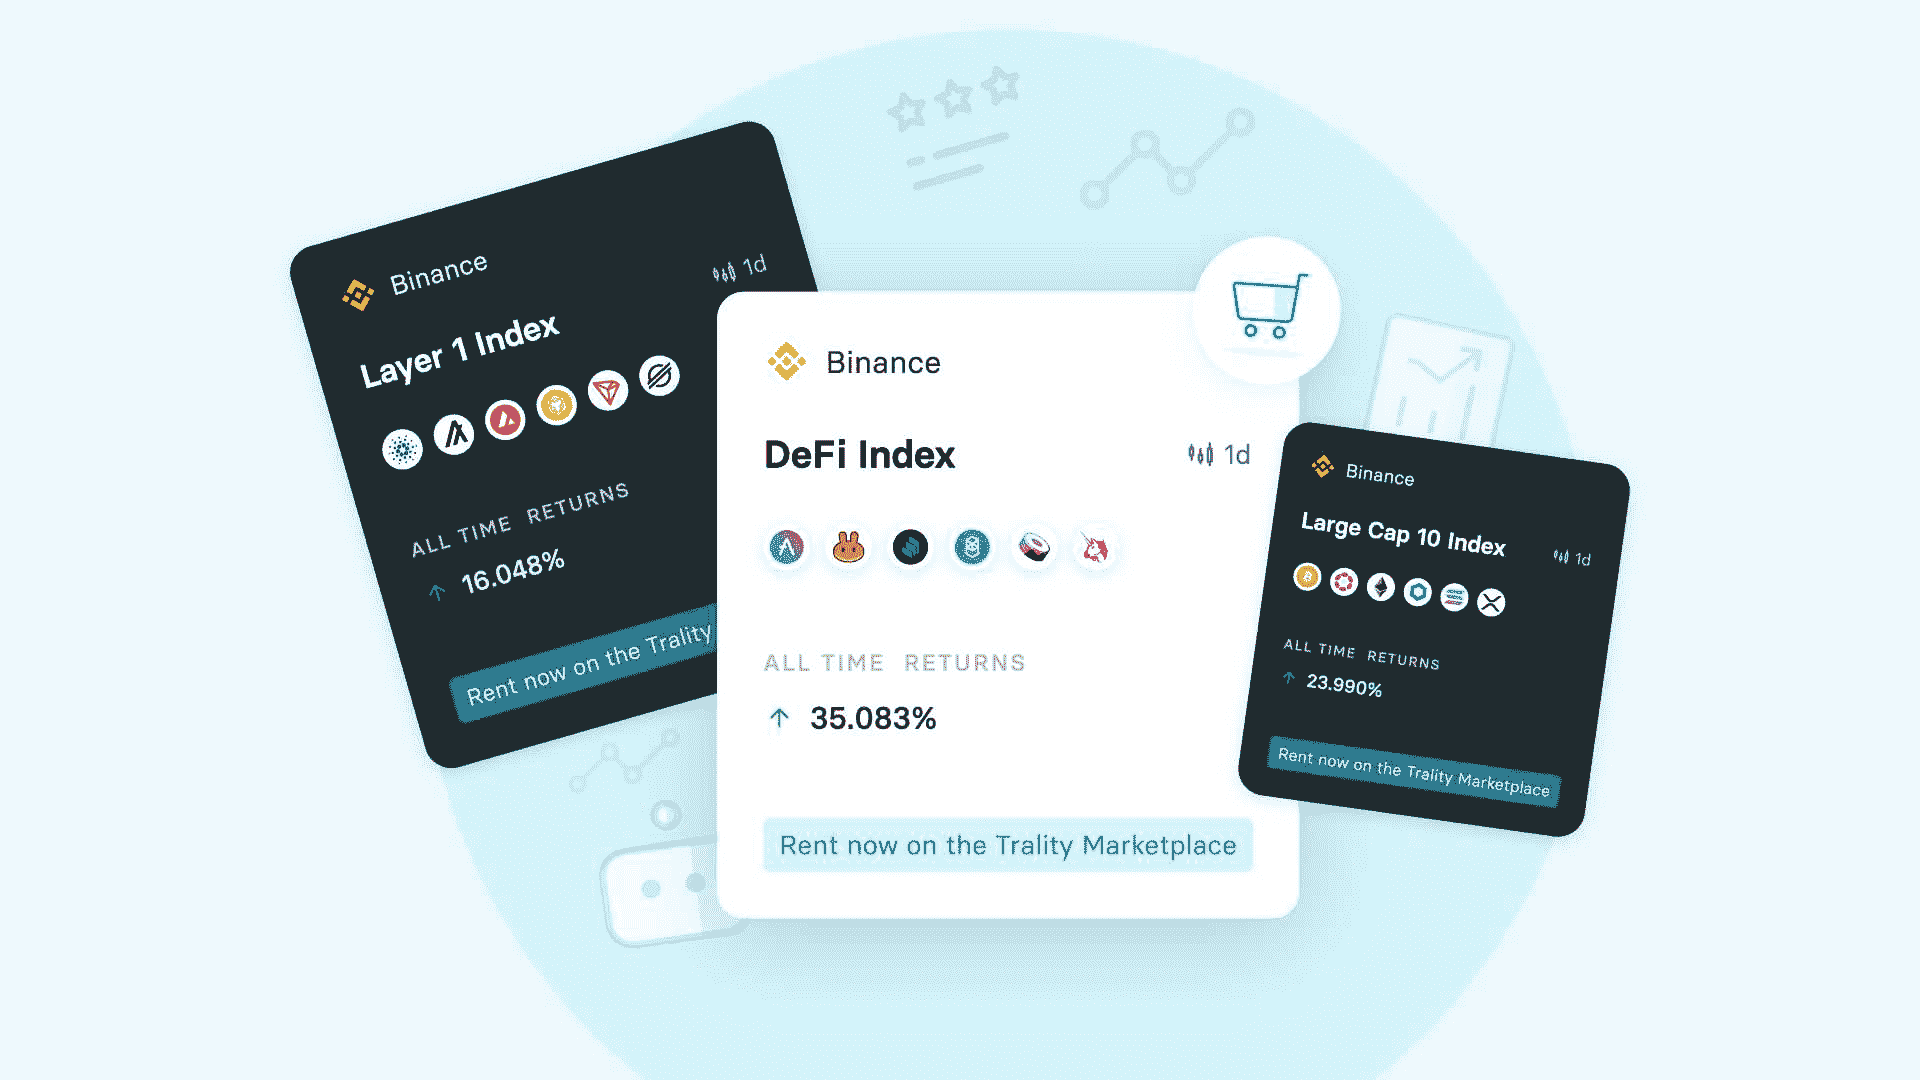 Binance
1d
Layer 1 Index
ALL TIME RETURNS
16.048%
Rent now on the Trality
Binance
DeFi Index
1d
ALL TIME RETURNS
35.083%
Rent now on the Trality Marketplace
Binance
Large Cap 10 Index
1d
ALL TIME RETURNS
23.990%
Rent now on the Trality Marketplace